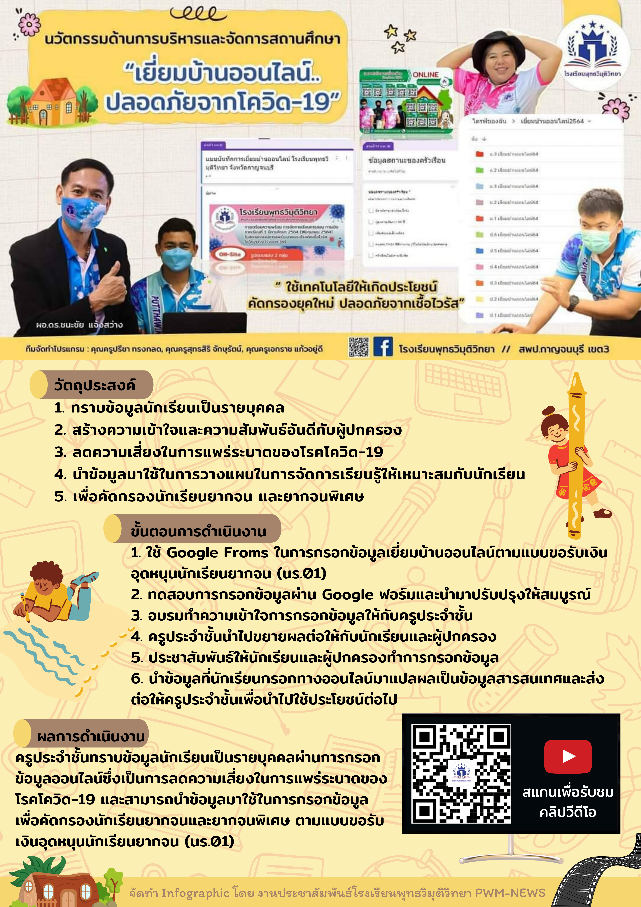 นวัตกรรมด้านการบริหารและจัดการสถานศึกษา
“เยี่ยมบ้านออนไลน์..
ปลอดภัยจากโควิด-19”
โรงเรียนพุทธวิมุติวิทยา
ONLINE
ไดรฟ์ของฉัน > เยี่ยมบ้านออนไลน์2564
แบบบันทึกการเยี่ยมบ้านออนไลน์ โรงเรียนพุทธวิ
มุติวิทยา จังหวัดกาญจนบุรี
ข้อมูลสถานะของครัวเรือน
โรงเรียนพุทธวิมุติวิทยา
ON-Site
“ ใช้เทคโนโลยีให้เกิดประโยชน์
คัดกรองยุคใหม่ ปลอดภัยจากเชื้อไวรัส”
ผอ.ดร.ชนะชัย แจ้งสว่าง
ทีมจัดทำโปรแกรม : คุณครูปรีชา ทรงกลด, คุณครูสุทธสิริ จักบุรัตน์, คุณครูเอกราช แก้วอยู่ดี
โรงเรียนพุทธวิมุติวิทยา // สพป.กาญจนบุรี เขต3
วัตถุประสงค์
1. ทราบข้อมูลนักเรียนเป็นรายบุคคล
2. สร้างความเข้าใจและความสัมพันธ์อันดีกับผู้ปกครอง
3. ลดความเสี่ยงในการแพร่ระบาดของโรคโควิด-19
4. นำข้อมูลมาใช้ในการวางแผนในการจัดการเรียนรู้ให้เหมาะสมกับนักเรียน
5. เพื่อคัดกรองนักเรียนยากจน และยากจนพิเศษ
ขั้นตอนการดำเนินงาน
1. ใช้ Google Froms ในการกรอกข้อมูลเยี่ยมบ้านออนไลน์ตามแบบขอรับเงิน
อุดหนุนนักเรียนยากจน (นร.01)
2. ทดสอบการกรอกข้อมูลผ่าน Google ฟอร์มและนำมาปรับปรุงให้สมบูรณ์
3. อบรมทำความเข้าใจการกรอกข้อมูลให้กับครูประจำชั้น
4. ครูประจำชั้นนำไปขยายผลต่อให้กับนักเรียนและผู้ปกครอง
5. ประชาสัมพันธ์ให้นักเรียนและผู้ปกครองทำการกรอกข้อมูล
6. นำข้อมูลที่นักเรียนกรอกทางออนไลน์มาแปลผลเป็นข้อมูลสารสนเทศและส่ง
ต่อให้ครูประจำชั้นเพื่อนำไปใช้ประโยชน์ต่อไป
ผลการดำเนินงาน
ครูประจำชั้นทราบข้อมูลนักเรียนเป็นรายบุคคลผ่านการกรอก
ข้อมูลออนไลน์ซึ่งเป็นการลดความเสี่ยงในการแพร่ระบาดของ
โรคโควิด-19 และสามารถนำข้อมูลมาใช้ในการกรอกข้อมูล
เพื่อคัดกรองนักเรียนยากจนและยากจนพิเศษ ตามแบบขอรับ
เงินอุดหนุนนักเรียนยากจน (นร.01)
สแกนเพื่อรับชม
คลิปวีดีโอ
จัดทำ Infographic โดย งานประชาสัมพันธ์โรงเรียนพุทธวิมุติวิทยา PWM-NEWS